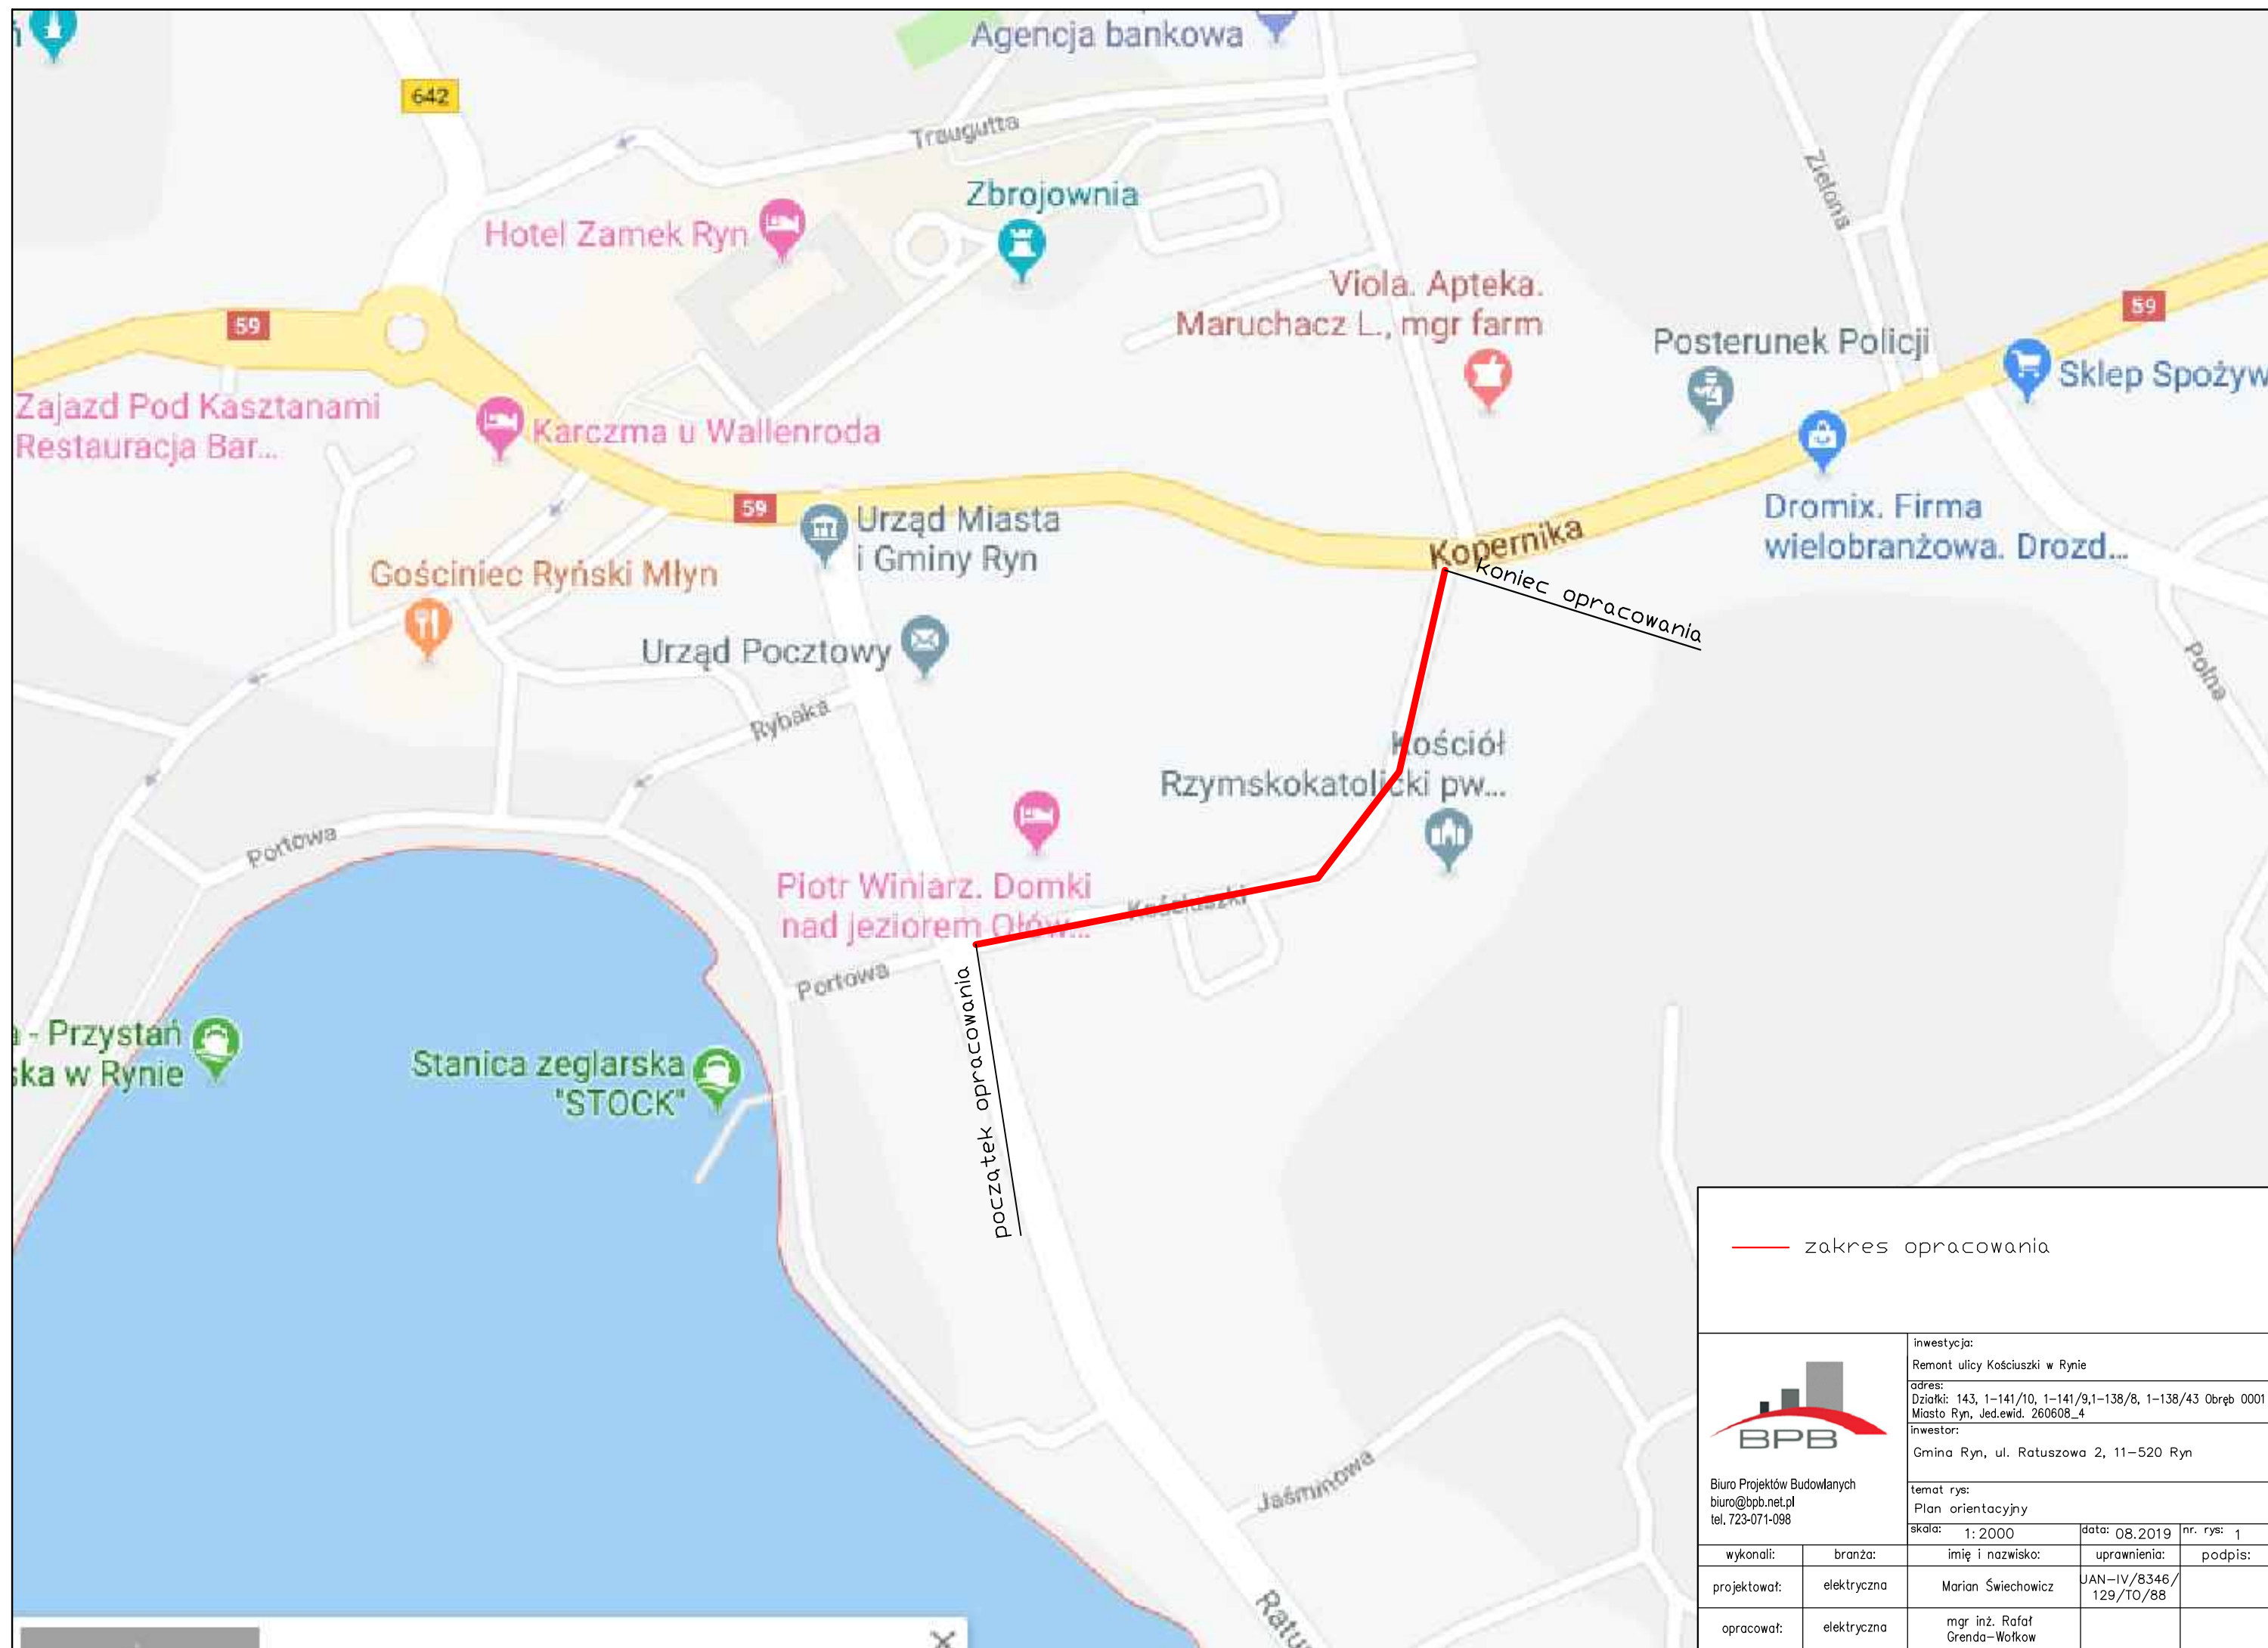 Agencja bankowa
642
Traugutta
Zbrojownia
Hotel Zamek Ryn
Zielona
Viola. Apteka.
Maruchacz L., mgr farm
59
59
Posterunek Policji
Sklep Spożyw
Zajazd Pod Kasztanami
Restauracja Bar...
Karczma u Wallenroda
59
Urząd Miasta
i Gminy Ryn
Kopernika
Dromix. Firma
wielobranżowa. Drozd...
koniec opracowania
Gościniec Ryński Młyn
Urząd Pocztowy
Polna
Rybaka
Kościół
Rzymskokatolicki pw...
Portowa
Piotr Winiarz. Domki
nad jeziorem Ołów...
Kościuszki
Portowa
początek opracowania
a - Przystań
ska w Rynie
Stanica zeglarska
"STOCK"
Jaśminowa
Ratu
zakres opracowania
BPB
Biuro Projektów Budowlanych
biuro@bpb.net.pl
tel. 723-071-098
inwestycja:
Remont ulicy Kościuszki w Rynie
adres:
Działki: 143, 1-141/10, 1-141/9,1-138/8, 1-138/43 Obręb 0001
Miasto Ryn, Jed.ewid. 260608_4
inwestor:
Gmina Ryn, ul. Ratuszowa 2, 11-520 Ryn
temat rys:
Plan orientacyjny
skala: 1:2000 data: 08.2019 nr. rys: 1
wykonali: branża: imię i nazwisko: uprawnienia: podpis:
projektował: elektryczna Marian Świechowicz UAN-IV/8346/
129/TO/88
opracował: elektryczna mgr inż. Rafał
Grenda-Wołkow